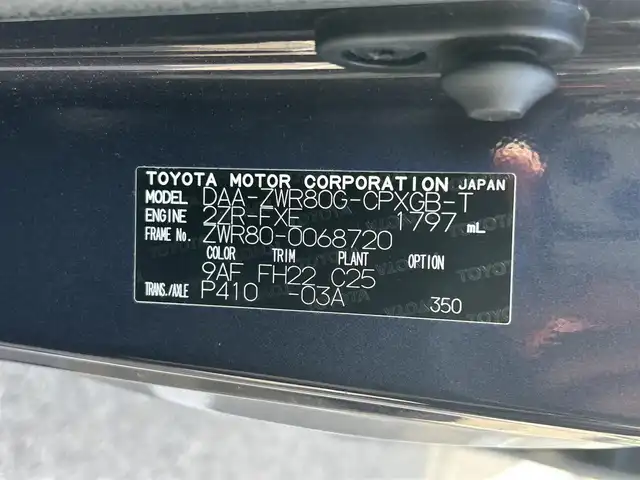 TOYOTA MOTOR CORPORATION JAPAN
MODEL DAA-ZWR80G-CPXGB-T
ENGINE 2ZR-FXE 1797 mL
FRAME No. ZWR80-0068720
COLOR TRIM PLANT OPTION
9AF FH22 C25
TRANS./AXLE P410 -03A 350